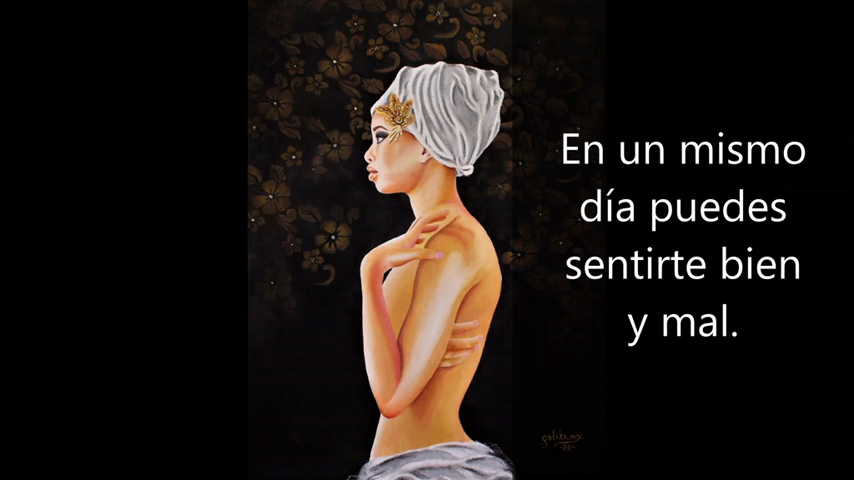 En un mismo
día puedes
sentirte bien
y mal.